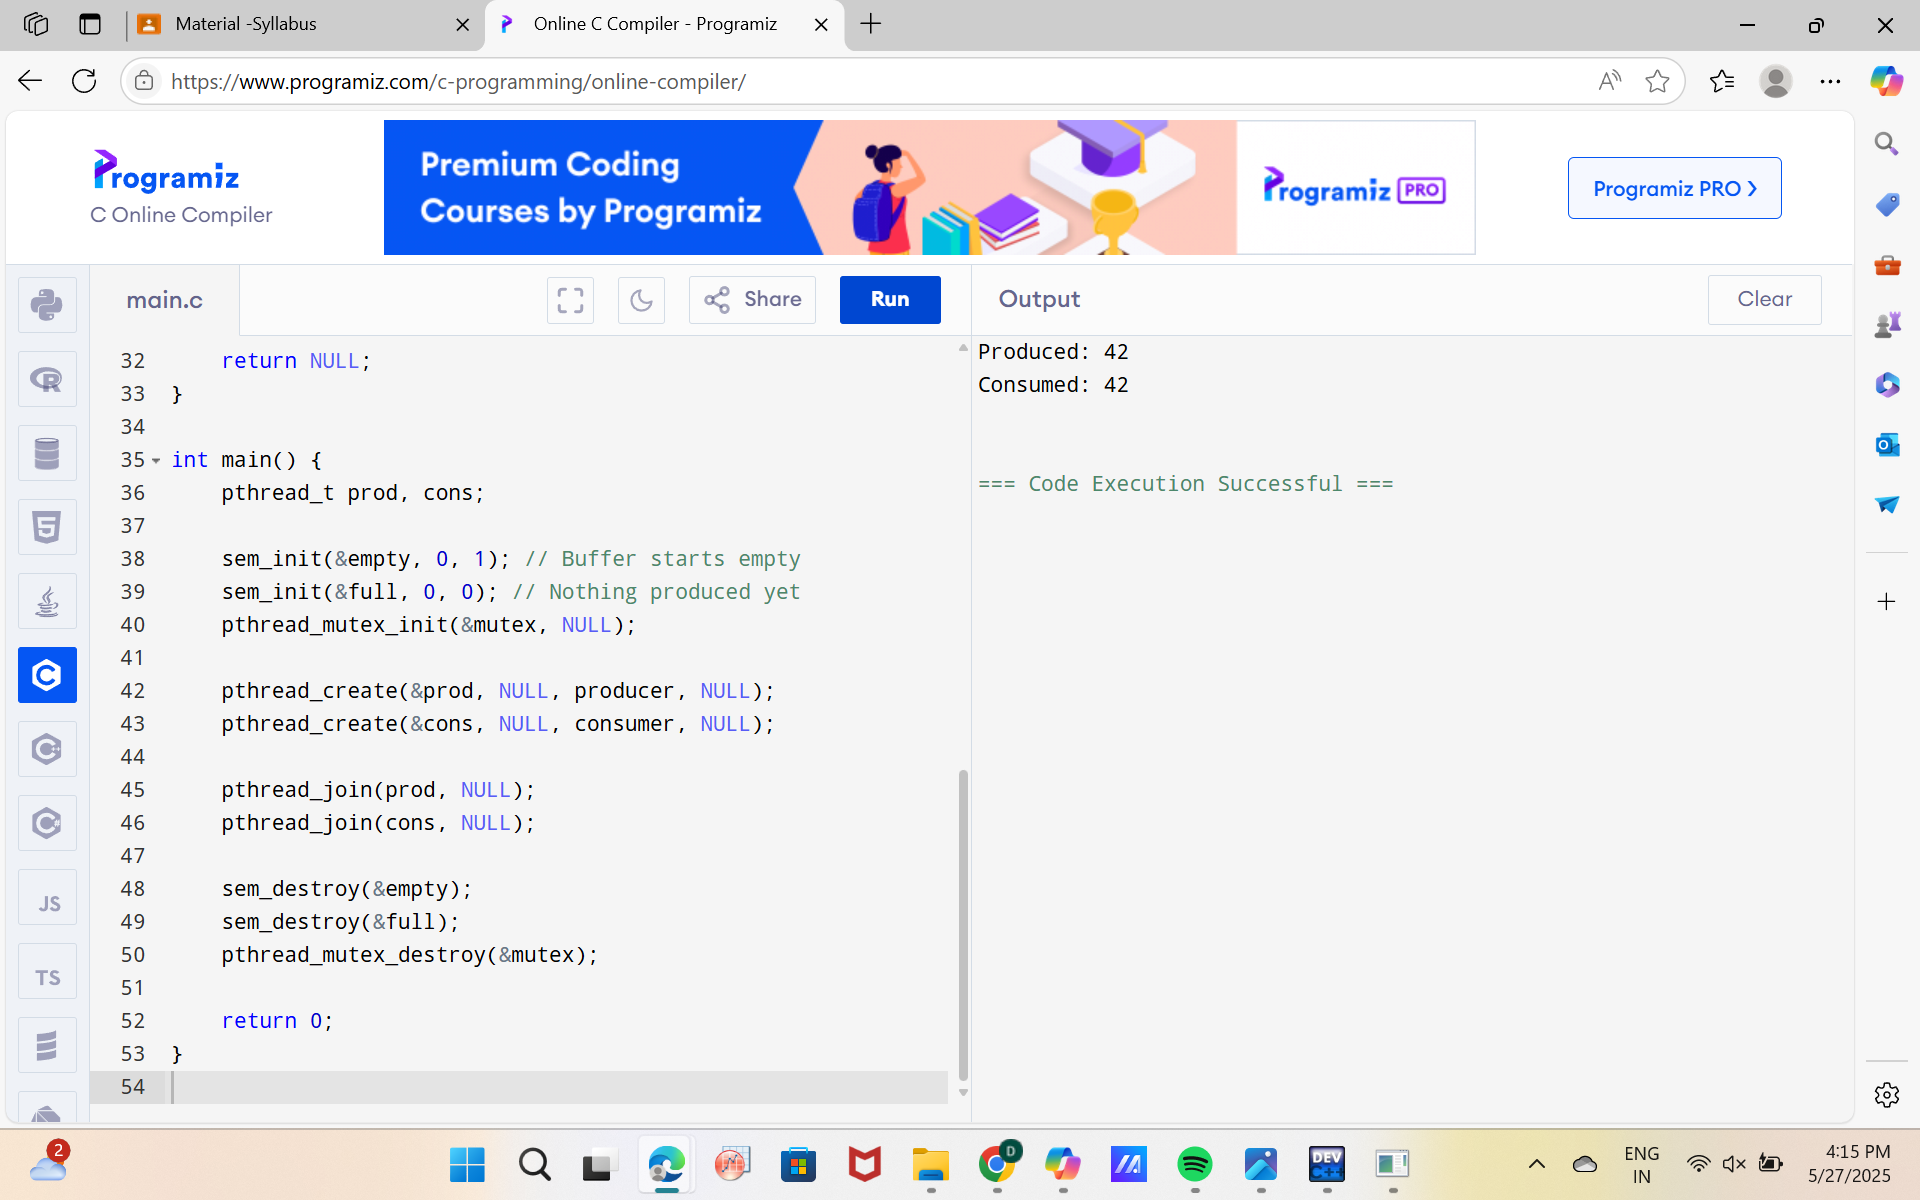 Material -Syllabus
Online C Compiler - Programiz
https://www.programiz.com/c-programming/online-compiler/
Programiz
C Online Compiler
Premium Coding
Courses by Programiz
Programiz PRO
Programiz PRO ❯
main.c
Share
Run
Output
Clear
32 return NULL;
33 }
34
35 int main() {
36 pthread_t prod, cons;
37
38 sem_init(&empty, 0, 1); // Buffer starts empty
39 sem_init(&full, 0, 0); // Nothing produced yet
40 pthread_mutex_init(&mutex, NULL);
41
42 pthread_create(&prod, NULL, producer, NULL);
43 pthread_create(&cons, NULL, consumer, NULL);
44
45 pthread_join(prod, NULL);
46 pthread_join(cons, NULL);
47
48 sem_destroy(&empty);
49 sem_destroy(&full);
50 pthread_mutex_destroy(&mutex);
51
52 return 0;
53 }
54
Produced: 42
Consumed: 42
=== Code Execution Successful ===
R
5
C
C
C#
JS
TS
2
D
DEV
C++
ENG
IN
4:15 PM
5/27/2025